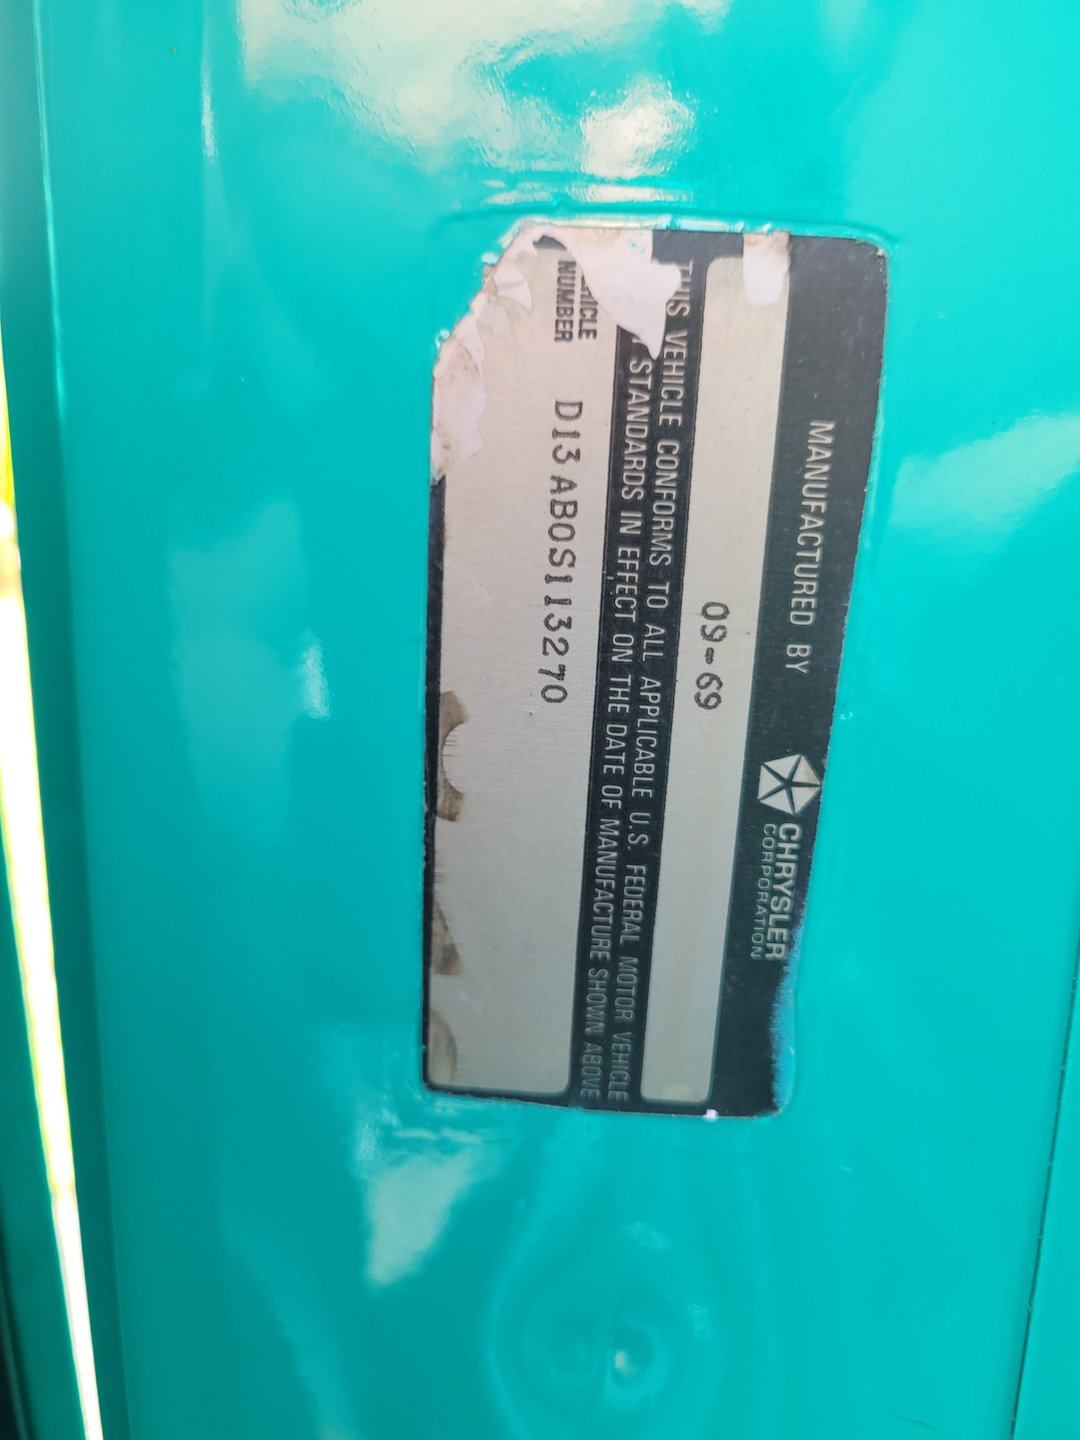 MANUFACTURED BY CHRYSLER
CORPORATION
09-69
THIS VEHICLE CONFORMS TO ALL APPLICABLE U.S. FEDERAL MOTOR VEHICLE
STANDARDS IN EFFECT ON THE DATE OF MANUFACTURE SHOWN ABOVE
NUMBER D13AB0S113270